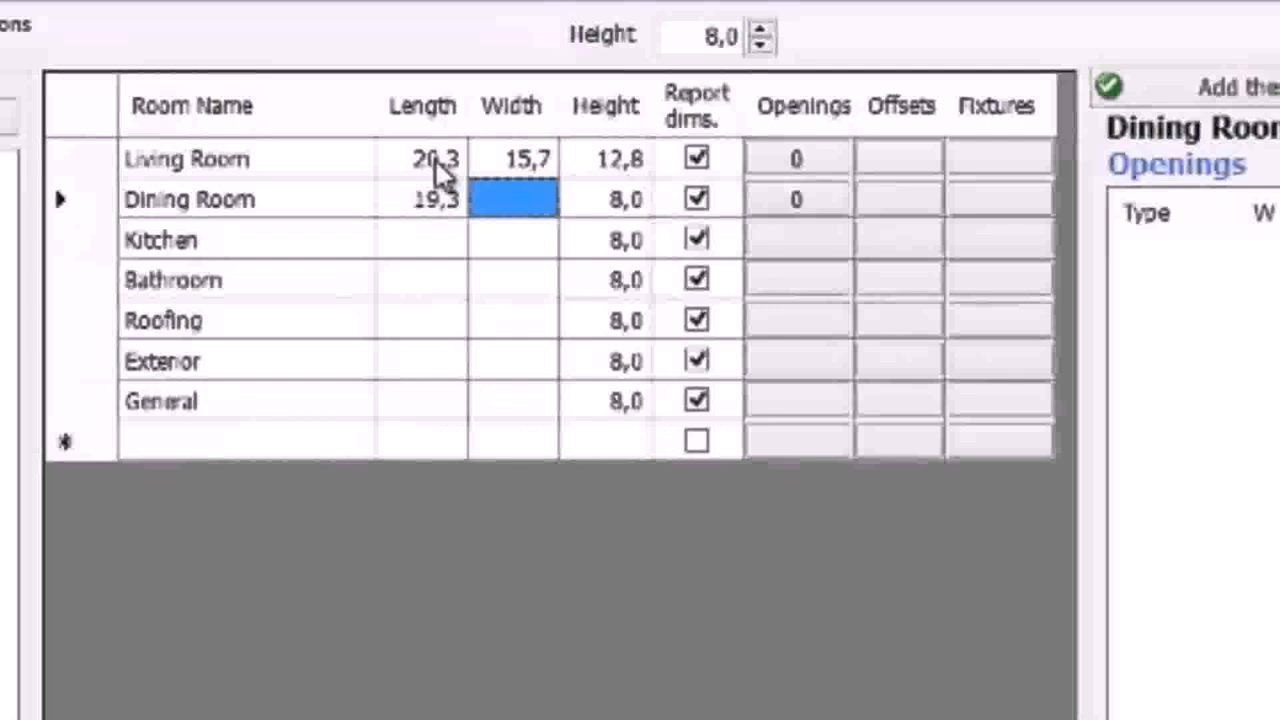 ons
Height 8,0
Room Name Length Width Height Report dims. Openings Offsets Fixtures
Living Room 20,3 15,7 12,8 0
Dining Room 19,3 8,0 0
Kitchen 8,0
Bathroom 8,0
Roofing 8,0
Exterior 8,0
General 8,0
*
Add the
Dining Roor
Openings
Type W